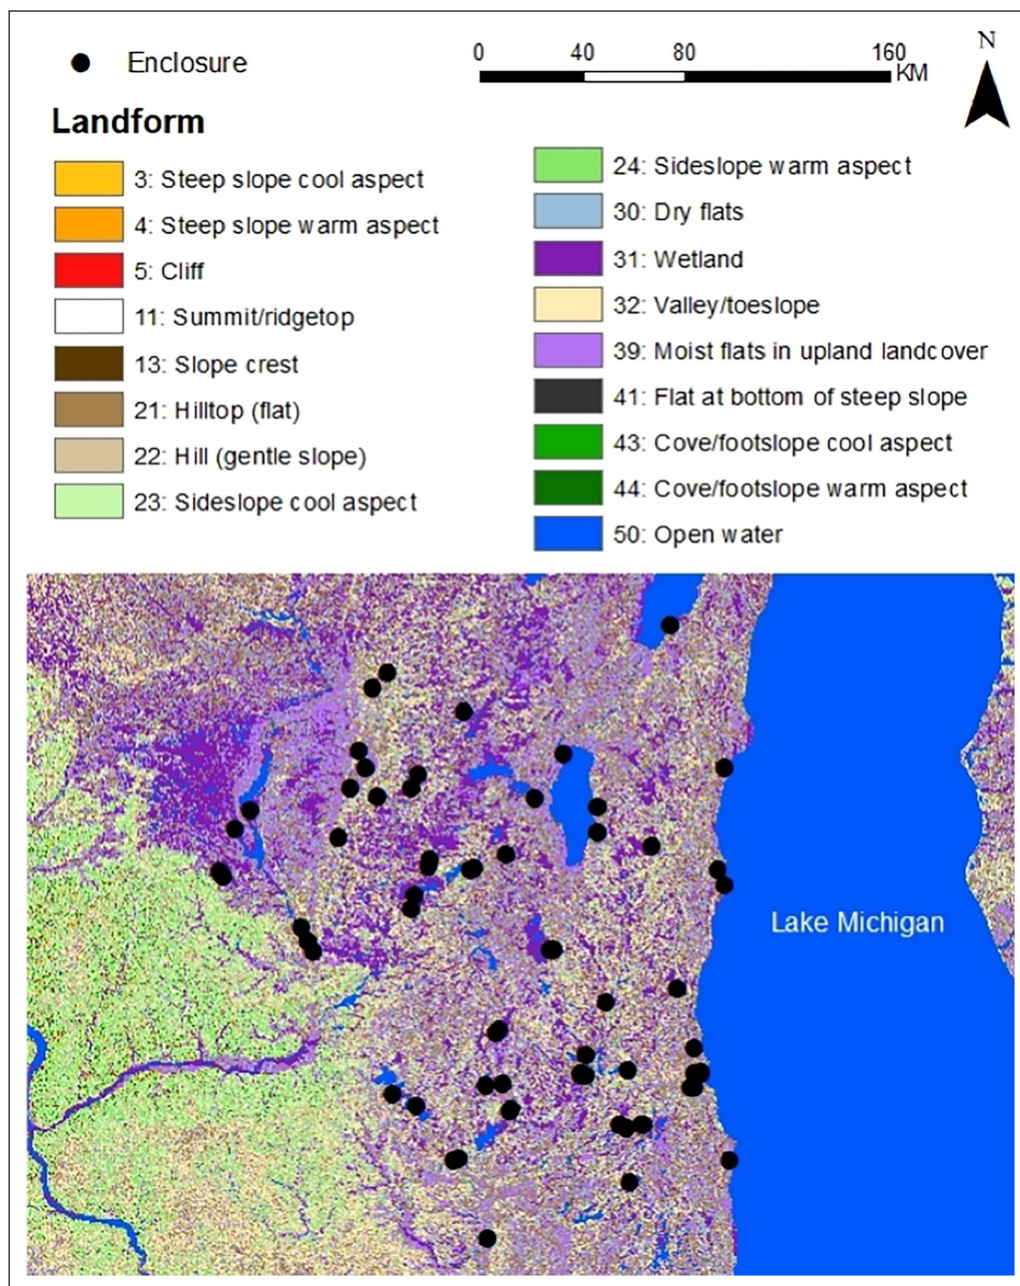 Enclosure
0 40 80 160
KM
N
Landform
3: Steep slope cool aspect
4: Steep slope warm aspect
5: Cliff
11: Summit/ridgetop
13: Slope crest
21: Hilltop (flat)
22: Hill (gentle slope)
23: Sideslope cool aspect
24: Sideslope warm aspect
30: Dry flats
31: Wetland
32: Valley/toeslope
39: Moist flats in upland landcover
41: Flat at bottom of steep slope
43: Cove/footslope cool aspect
44: Cove/footslope warm aspect
50: Open water
Lake Michigan